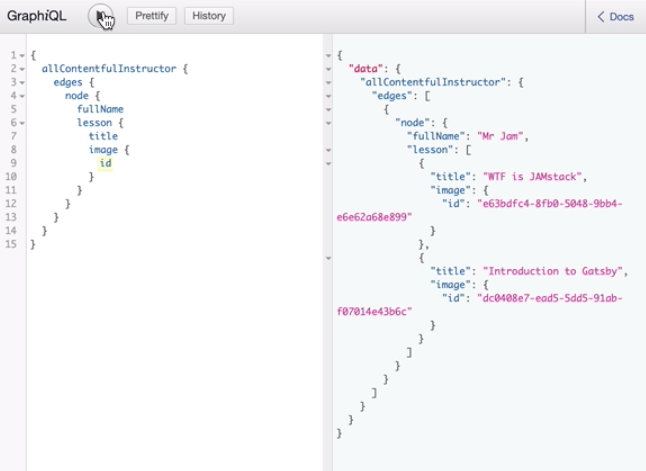 GraphiQL
Prettify
History
< Docs
1 {
2 allContentfulInstructor {
3 edges {
4 node {
5 fullName
6 lesson {
7 title
8 image {
9 id
10 }
11 }
12 }
13 }
14 }
15 }
{
"data": {
"allContentfulInstructor": {
"edges": [
{
"node": {
"fullName": "Mr Jam",
"lesson": [
{
"title": "WTF is JAMstack",
"image": {
"id": "e63bdfc4-8fb0-5048-9bb4-
e6e62a68e899"
}
},
{
"title": "Introduction to Gatsby",
"image": {
"id": "dc0408e7-ead5-5dd5-91ab-
f07014e43b6c"
}
}
]
}
}
]
}
}
}